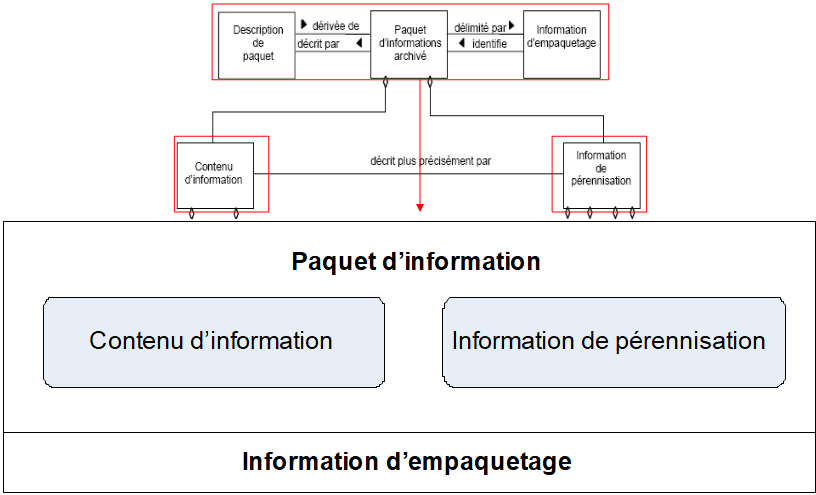 Description
de
paquet
dérivée de
décrit par
Paquet
d'informations
archivé
délimité par
identifie
Information
d'empaquetage
Contenu
d'information
décrit plus précisément par
Information
de
pérennisation
Paquet d’information
Contenu d’information
Information de pérennisation
Information d’empaquetage